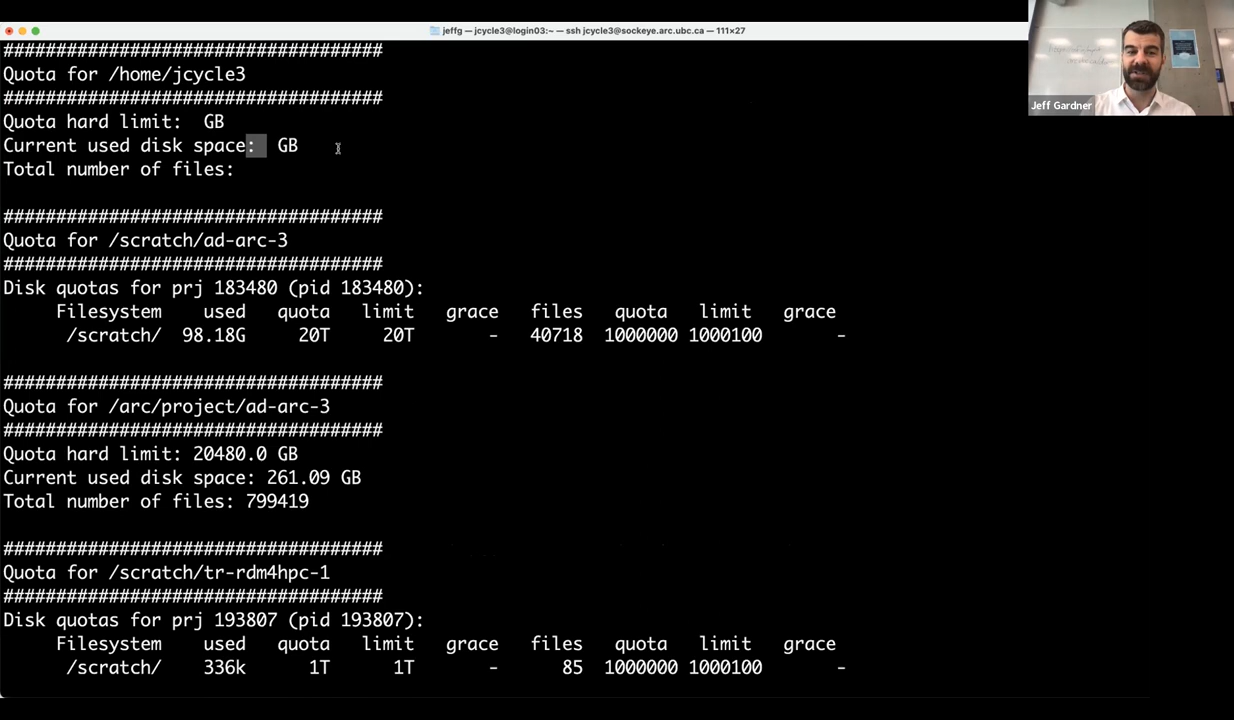 jeffg — jcycle3@login03:~ — ssh jcycle3@sockeye.arc.ubc.ca — 111×27
####################################
Quota for /home/jcycle3
####################################
Quota hard limit:  GB
Current used disk space:  GB
Total number of files:
####################################
Quota for /scratch/ad-arc-3
####################################
Disk quotas for prj 183480 (pid 183480):
Filesystem used quota limit grace files quota limit grace
/scratch/ 98.18G 20T 20T - 40718 1000000 1000100 -
####################################
Quota for /arc/project/ad-arc-3
####################################
Quota hard limit: 20480.0 GB
Current used disk space: 261.09 GB
Total number of files: 799419
####################################
Quota for /scratch/tr-rdm4hpc-1
####################################
Disk quotas for prj 193807 (pid 193807):
Filesystem used quota limit grace files quota limit grace
/scratch/ 336k 1T 1T - 85 1000000 1000100 -
Jeff Gardner